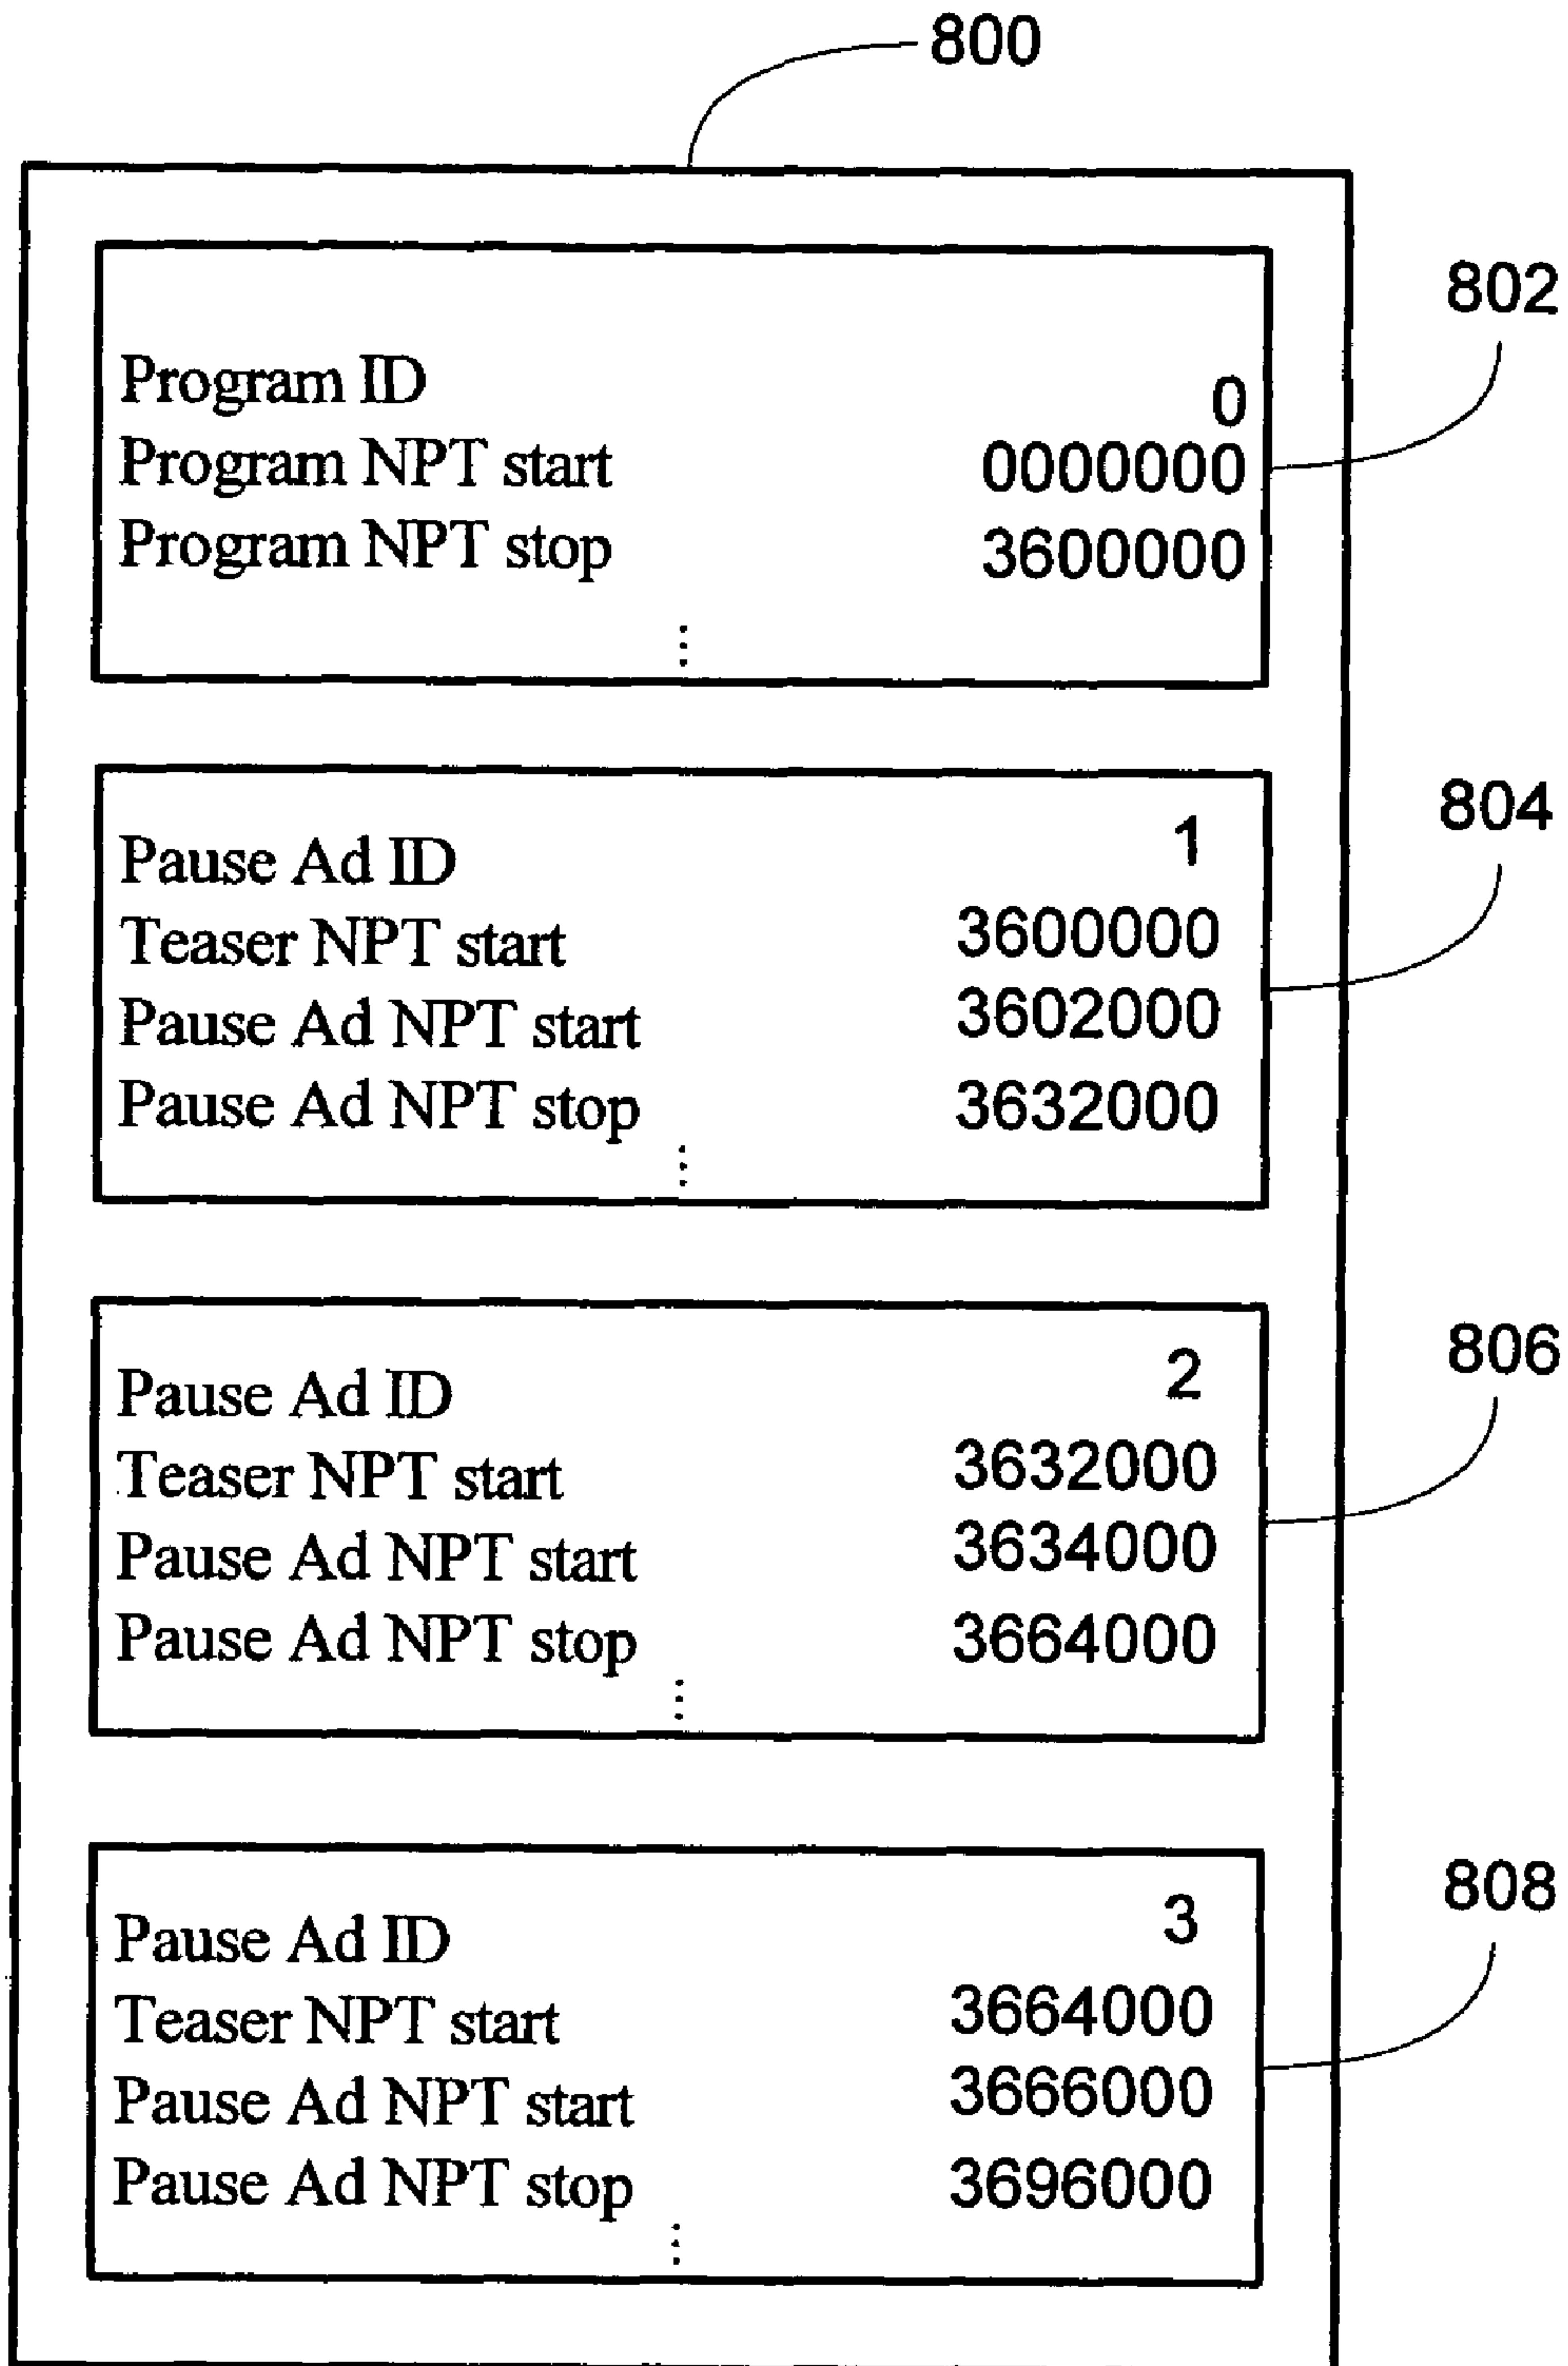 800
802
Program ID 0
Program NPT start 0000000
Program NPT stop 3600000
⋮
804
Pause Ad ID 1
Teaser NPT start 3600000
Pause Ad NPT start 3602000
Pause Ad NPT stop 3632000
⋮
806
Pause Ad ID 2
Teaser NPT start 3632000
Pause Ad NPT start 3634000
Pause Ad NPT stop 3664000
⋮
808
Pause Ad ID 3
Teaser NPT start 3664000
Pause Ad NPT start 3666000
Pause Ad NPT stop 3696000
⋮